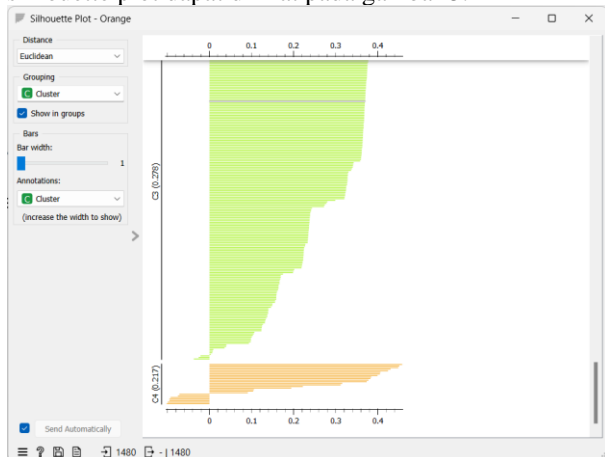 Silhouette Plot - Orange
Distance
Euclidean
Grouping
C Cluster
Show in groups
Bars
Bar width:
1
Annotations:
C Cluster
(increase the width to show)
Send Automatically
1480 - | 1480
0 0.1 0.2 0.3 0.4
C3 (0.278)
C4 (0.217)
0 0.1 0.2 0.3 0.4